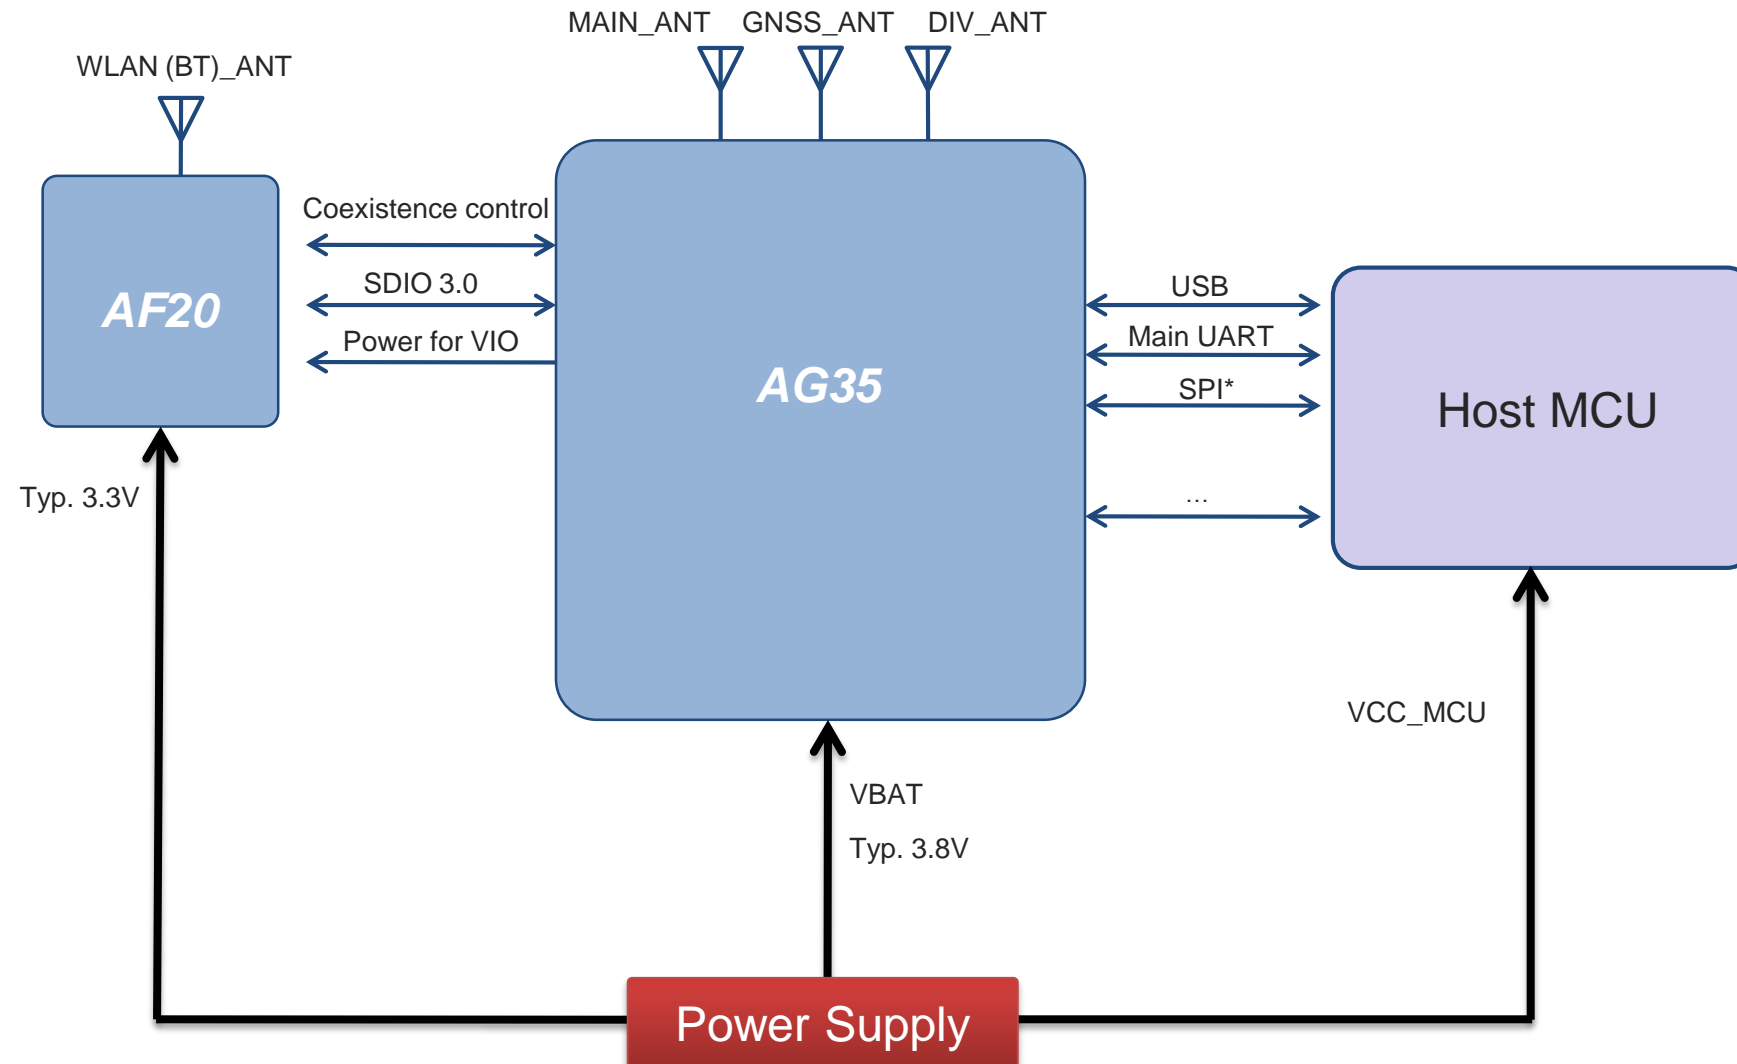 MAIN_ANT GNSS_ANT DIV_ANT
WLAN (BT)_ANT
Coexistence control
SDIO 3.0
Power for VIO
AF20
AG35
USB
Main UART
SPI*
...
Host MCU
Typ. 3.3V
VCC_MCU
VBAT
Typ. 3.8V
Power Supply